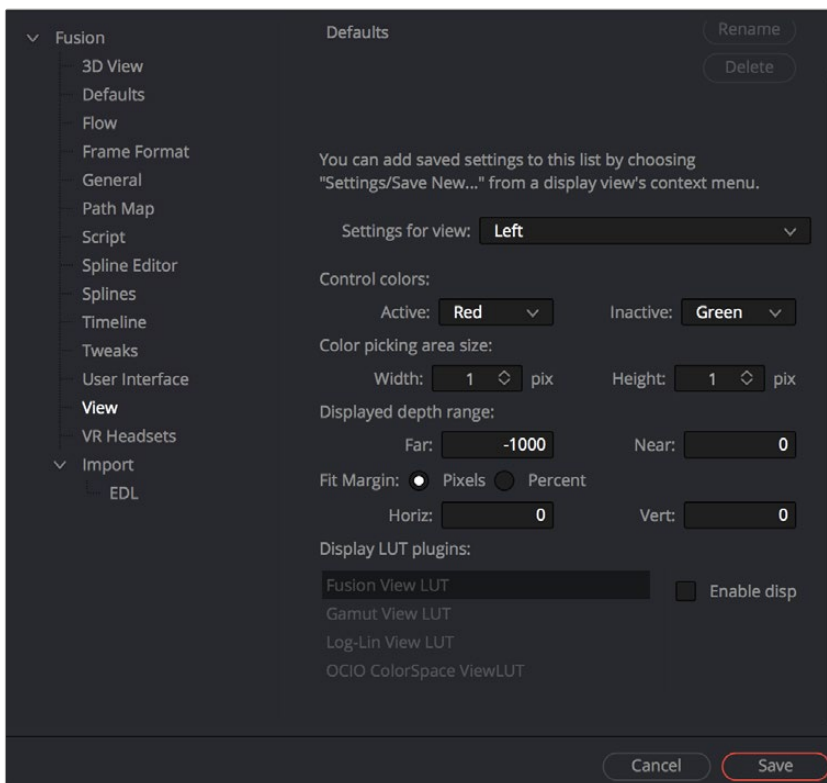 Fusion
3D View
Defaults
Flow
Frame Format
General
Path Map
Script
Spline Editor
Splines
Timeline
Tweaks
User Interface
View
VR Headsets
Import
EDL
Defaults
Rename
Delete
You can add saved settings to this list by choosing
"Settings/Save New..." from a display view's context menu.
Settings for view: Left
Control colors:
Active: Red Inactive: Green
Color picking area size:
Width: 1 pix Height: 1 pix
Displayed depth range:
Far: -1000 Near: 0
Fit Margin: Pixels Percent
Horiz: 0 Vert: 0
Display LUT plugins:
Fusion View LUT
Enable disp
Gamut View LUT
Log-Lin View LUT
OCIO ColorSpace ViewLUT
Cancel Save